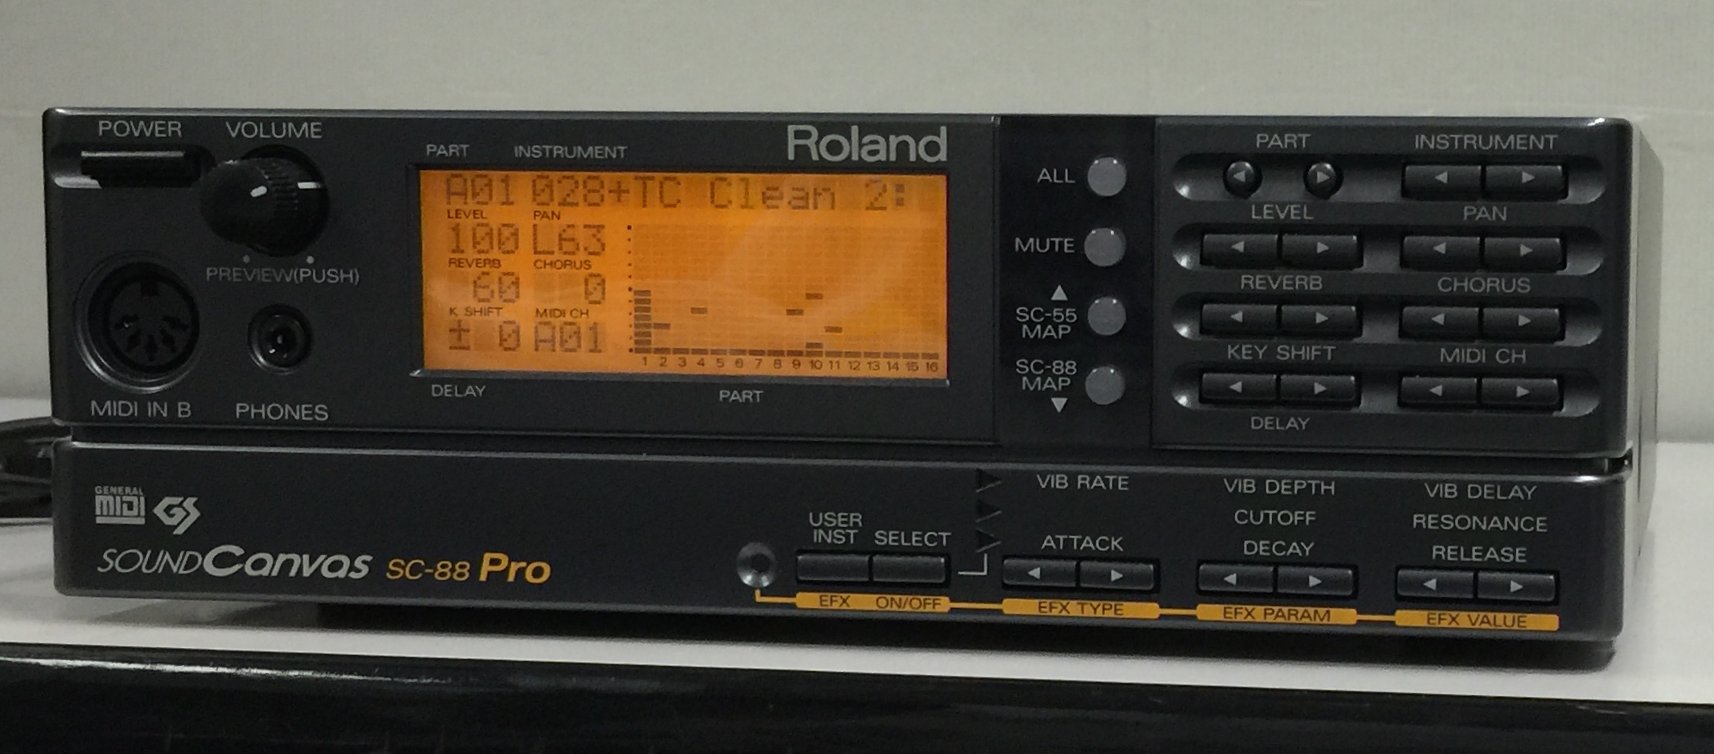 POWER VOLUME
PREVIEW(PUSH)
MIDI IN B PHONES
PART INSTRUMENT
Roland
A01 028+TC Clean 2:
LEVEL PAN
100 L63
REVERB CHORUS
60 0
K SHIFT MIDI CH
± 0 A01
1 2 3 4 5 6 7 8 9 10 11 12 13 14 15 16
DELAY PART
ALL
MUTE
▲
SC-55
MAP
SC-88
MAP
▼
PART INSTRUMENT
◀ ▶ ◀ ▶
LEVEL PAN
◀ ▶ ◀ ▶
REVERB CHORUS
◀ ▶ ◀ ▶
KEY SHIFT MIDI CH
◀ ▶ ◀ ▶
DELAY
GENERAL
MIDI GS
SOUND Canvas SC-88 Pro
USER
INST SELECT
EFX ON/OFF
VIB RATE VIB DEPTH VIB DELAY
CUTOFF RESONANCE
ATTACK DECAY RELEASE
◀ ▶ ◀ ▶ ◀ ▶
EFX TYPE EFX PARAM EFX VALUE